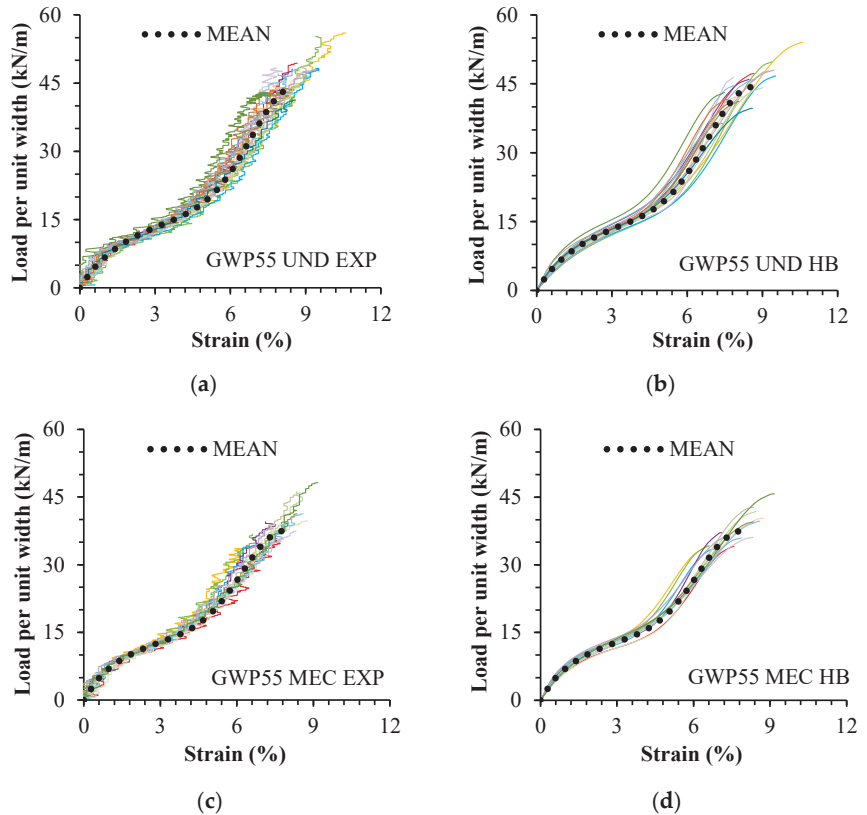 60
45
30
15
0
Load per unit width (kN/m)
MEAN
GWP55 UND EXP
0 3 6 9 12
Strain (%)
(a)
60
45
30
15
0
Load per unit width (kN/m)
MEAN
GWP55 UND HB
0 3 6 9 12
Strain (%)
(b)
60
45
30
15
0
Load per unit width (kN/m)
MEAN
GWP55 MEC EXP
0 3 6 9 12
Strain (%)
(c)
60
45
30
15
0
Load per unit width (kN/m)
MEAN
GWP55 MEC HB
0 3 6 9 12
Strain (%)
(d)